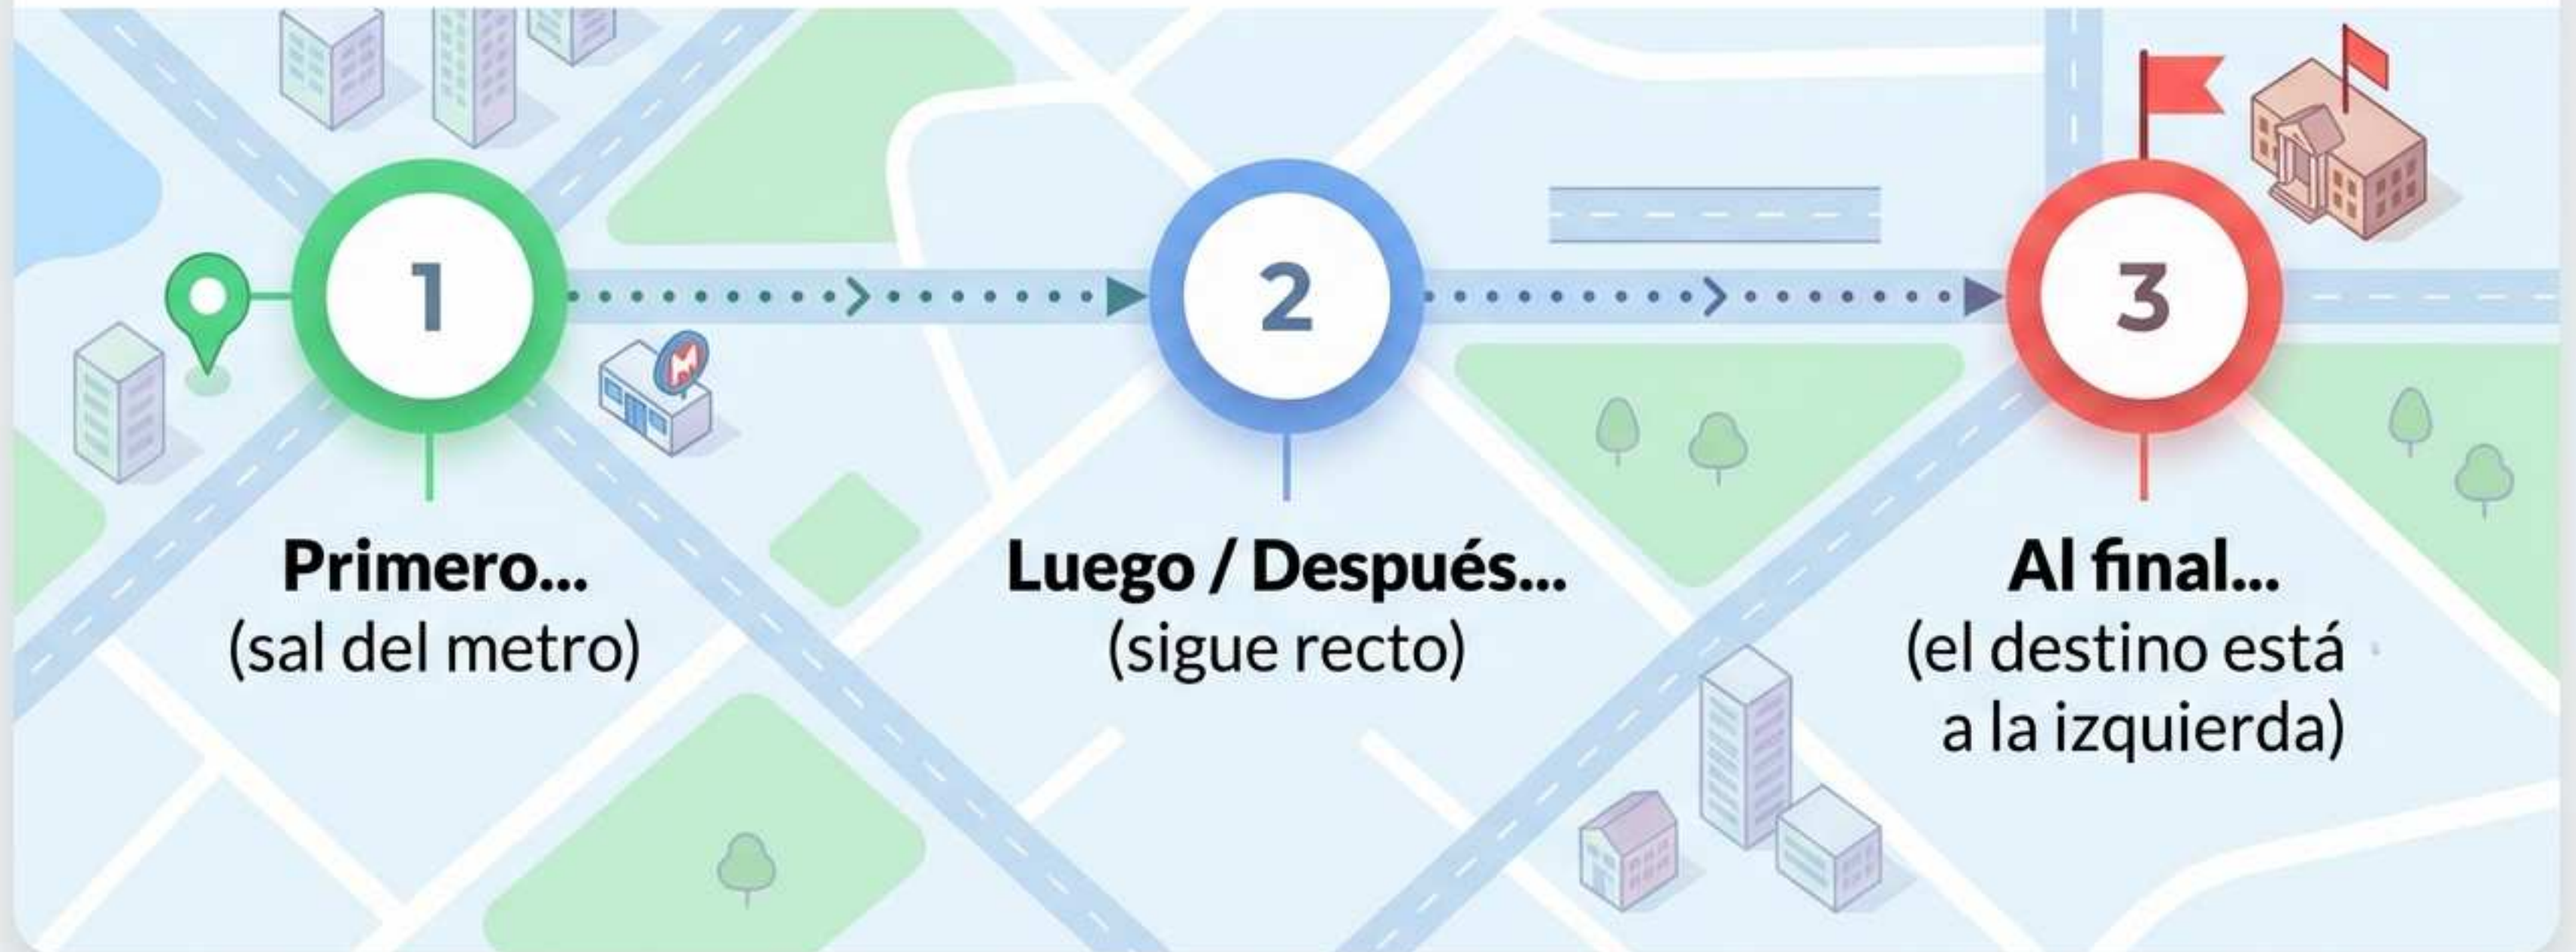 M
1
2
3
Primero...
(sal del metro)
Luego / Después...
(sigue recto)
Al final...
(el destino está
a la izquierda)